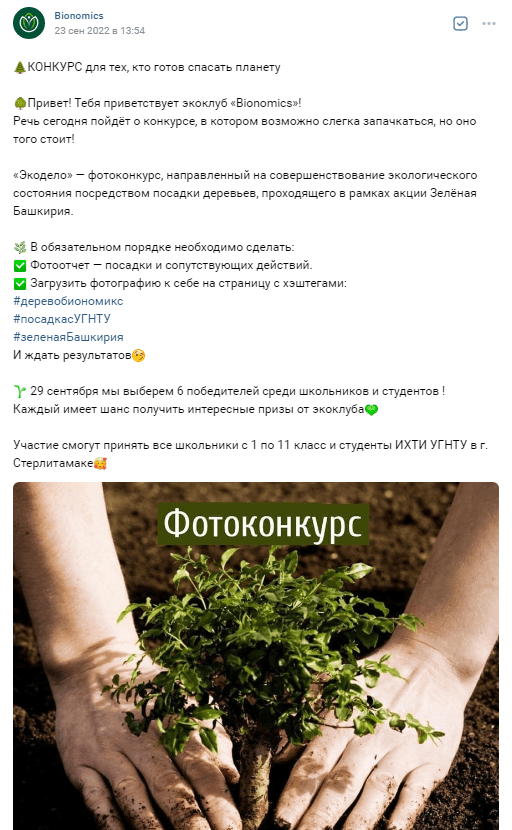 Bionomics
23 сен 2022 в 13:54
🌲КОНКУРС для тех, кто готов спасать планету
🌳Привет! Тебя приветствует экоклуб «Bionomics»!
Речь сегодня пойдёт о конкурсе, в котором возможно слегка запачкаться, но оно
того стоит!
«Экодело» — фотоконкурс, направленный на совершенствование экологического
состояния посредством посадки деревьев, проходящего в рамках акции Зелёная
Башкирия.
🌿 В обязательном порядке необходимо сделать:
✅ Фотоотчет — посадки и сопутствующих действий.
✅ Загрузить фотографию к себе на страницу с хэштегами:
#деревобиономикс
#посадкасУГНТУ
#зеленаяБашкирия
И ждать результатов🥺
🌱 29 сентября мы выберем 6 победителей среди школьников и студентов !
Каждый имеет шанс получить интересные призы от экоклуба💚
Участие смогут принять все школьники с 1 по 11 класс и студенты ИХТИ УГНТУ в г.
Стерлитамаке🥰
Фотоконкурс